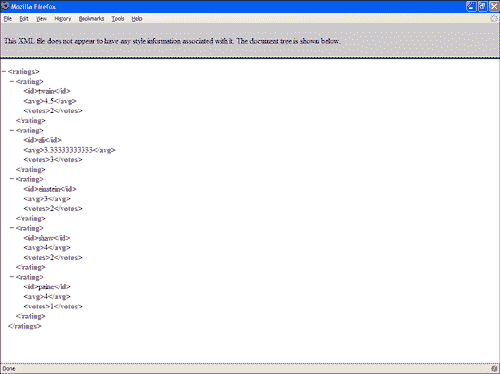 Mozilla Firefox
File Edit View History Bookmarks Tools Help
This XML file does not appear to have any style information associated with it. The document tree is shown below.
− <ratings>
− <rating>
<id>twain</id>
<avg>4.5</avg>
<votes>2</votes>
</rating>
− <rating>
<id>ali</id>
<avg>3.33333333333</avg>
<votes>3</votes>
</rating>
− <rating>
<id>einstein</id>
<avg>3</avg>
<votes>2</votes>
</rating>
− <rating>
<id>shaw</id>
<avg>4</avg>
<votes>2</votes>
</rating>
− <rating>
<id>paine</id>
<avg>4</avg>
<votes>1</votes>
</rating>
</ratings>
Done